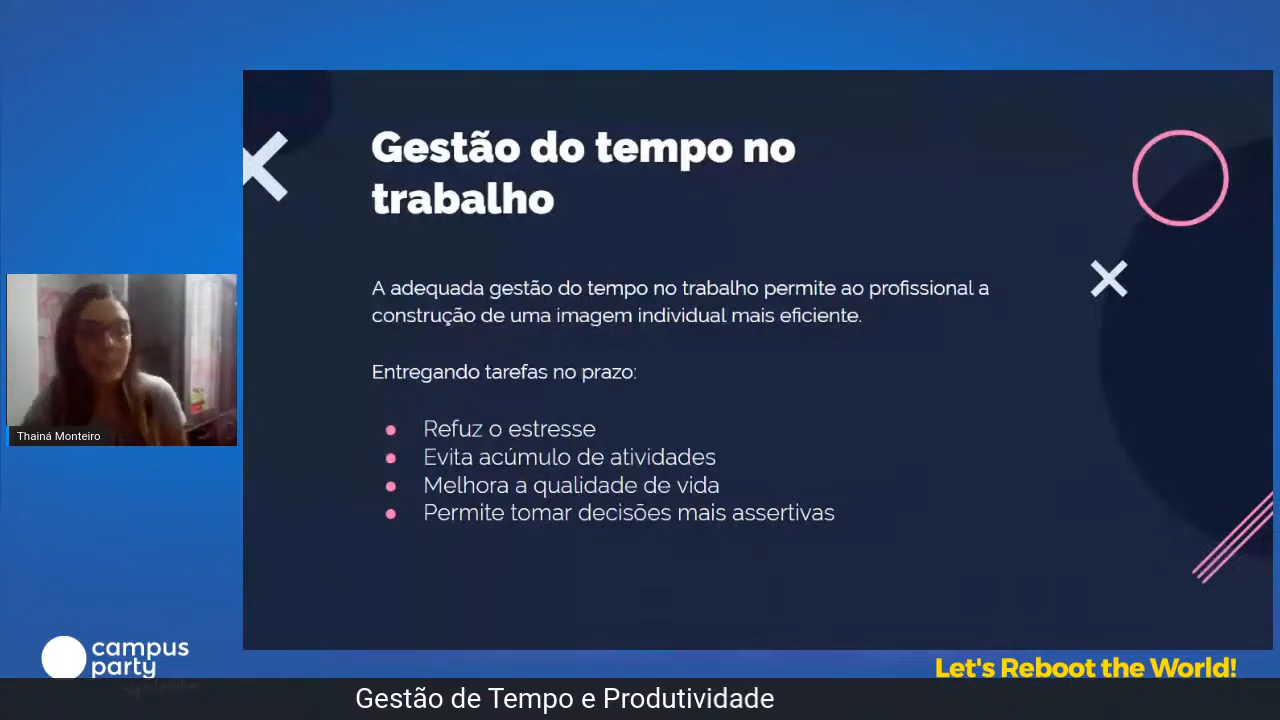 Gestão do tempo no
trabalho
A adequada gestão do tempo no trabalho permite ao profissional a
construção de uma imagem individual mais eficiente.
Entregando tarefas no prazo:
Refuz o estresse
Evita acúmulo de atividades
Melhora a qualidade de vida
Permite tomar decisões mais assertivas
Thainá Monteiro
campus
party
Let's Reboot the World!
Gestão de Tempo e Produtividade